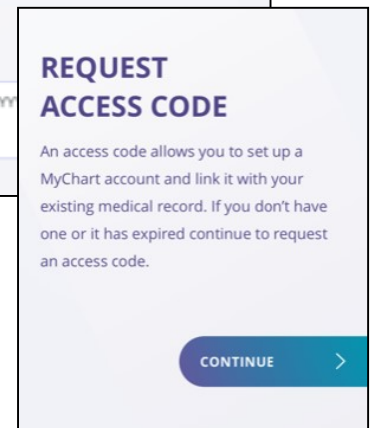 REQUEST
ACCESS CODE
An access code allows you to set up a
MyChart account and link it with your
existing medical record. If you don't have
one or it has expired continue to request
an access code.
CONTINUE